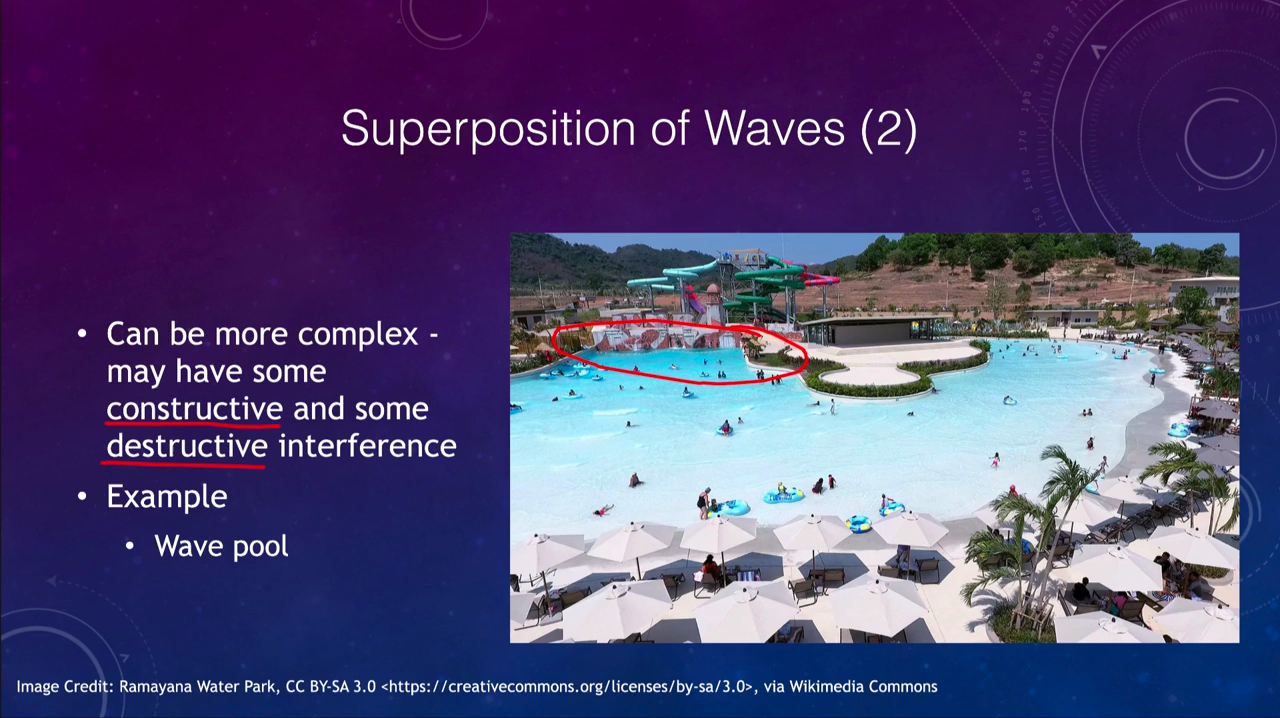 Superposition of Waves (2)
• Can be more complex -
may have some
constructive and some
destructive interference
• Example
• Wave pool
Image Credit: Ramayana Water Park, CC BY-SA 3.0 <https://creativecommons.org/licenses/by-sa/3.0>, via Wikimedia Commons